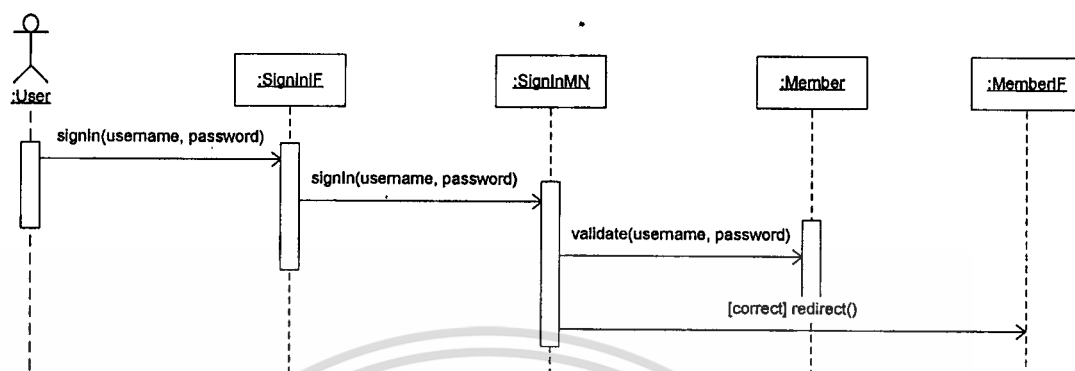 :User
:SignInIF
:SignInMN
:Member
:MemberIF
signIn(username, password)
signIn(username, password)
validate(username, password)
[correct] redirect()